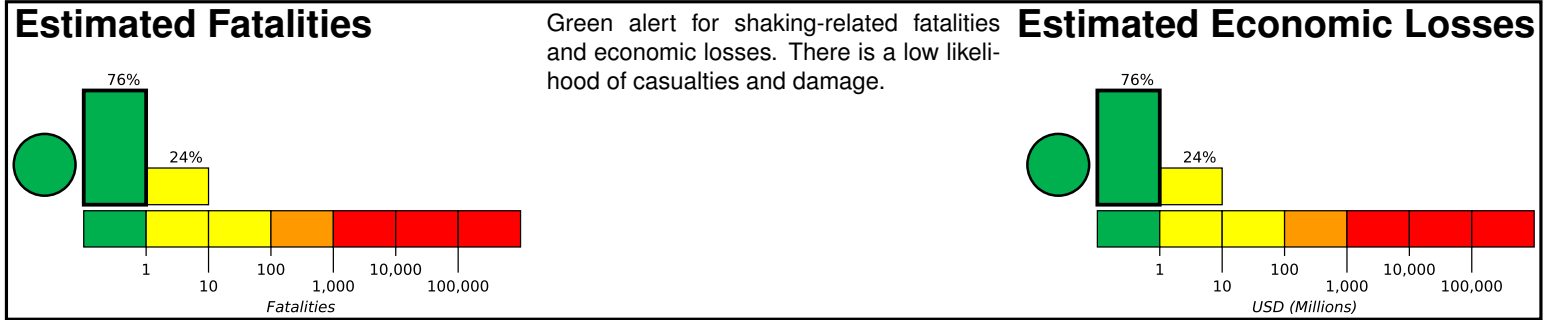 Estimated Fatalities
76%
24%
1
10
100
1,000
10,000
100,000
Fatalities
Green alert for shaking-related fatalities
and economic losses. There is a low likeli-
hood of casualties and damage.
Estimated Economic Losses
76%
24%
1
10
100
1,000
10,000
100,000
USD (Millions)